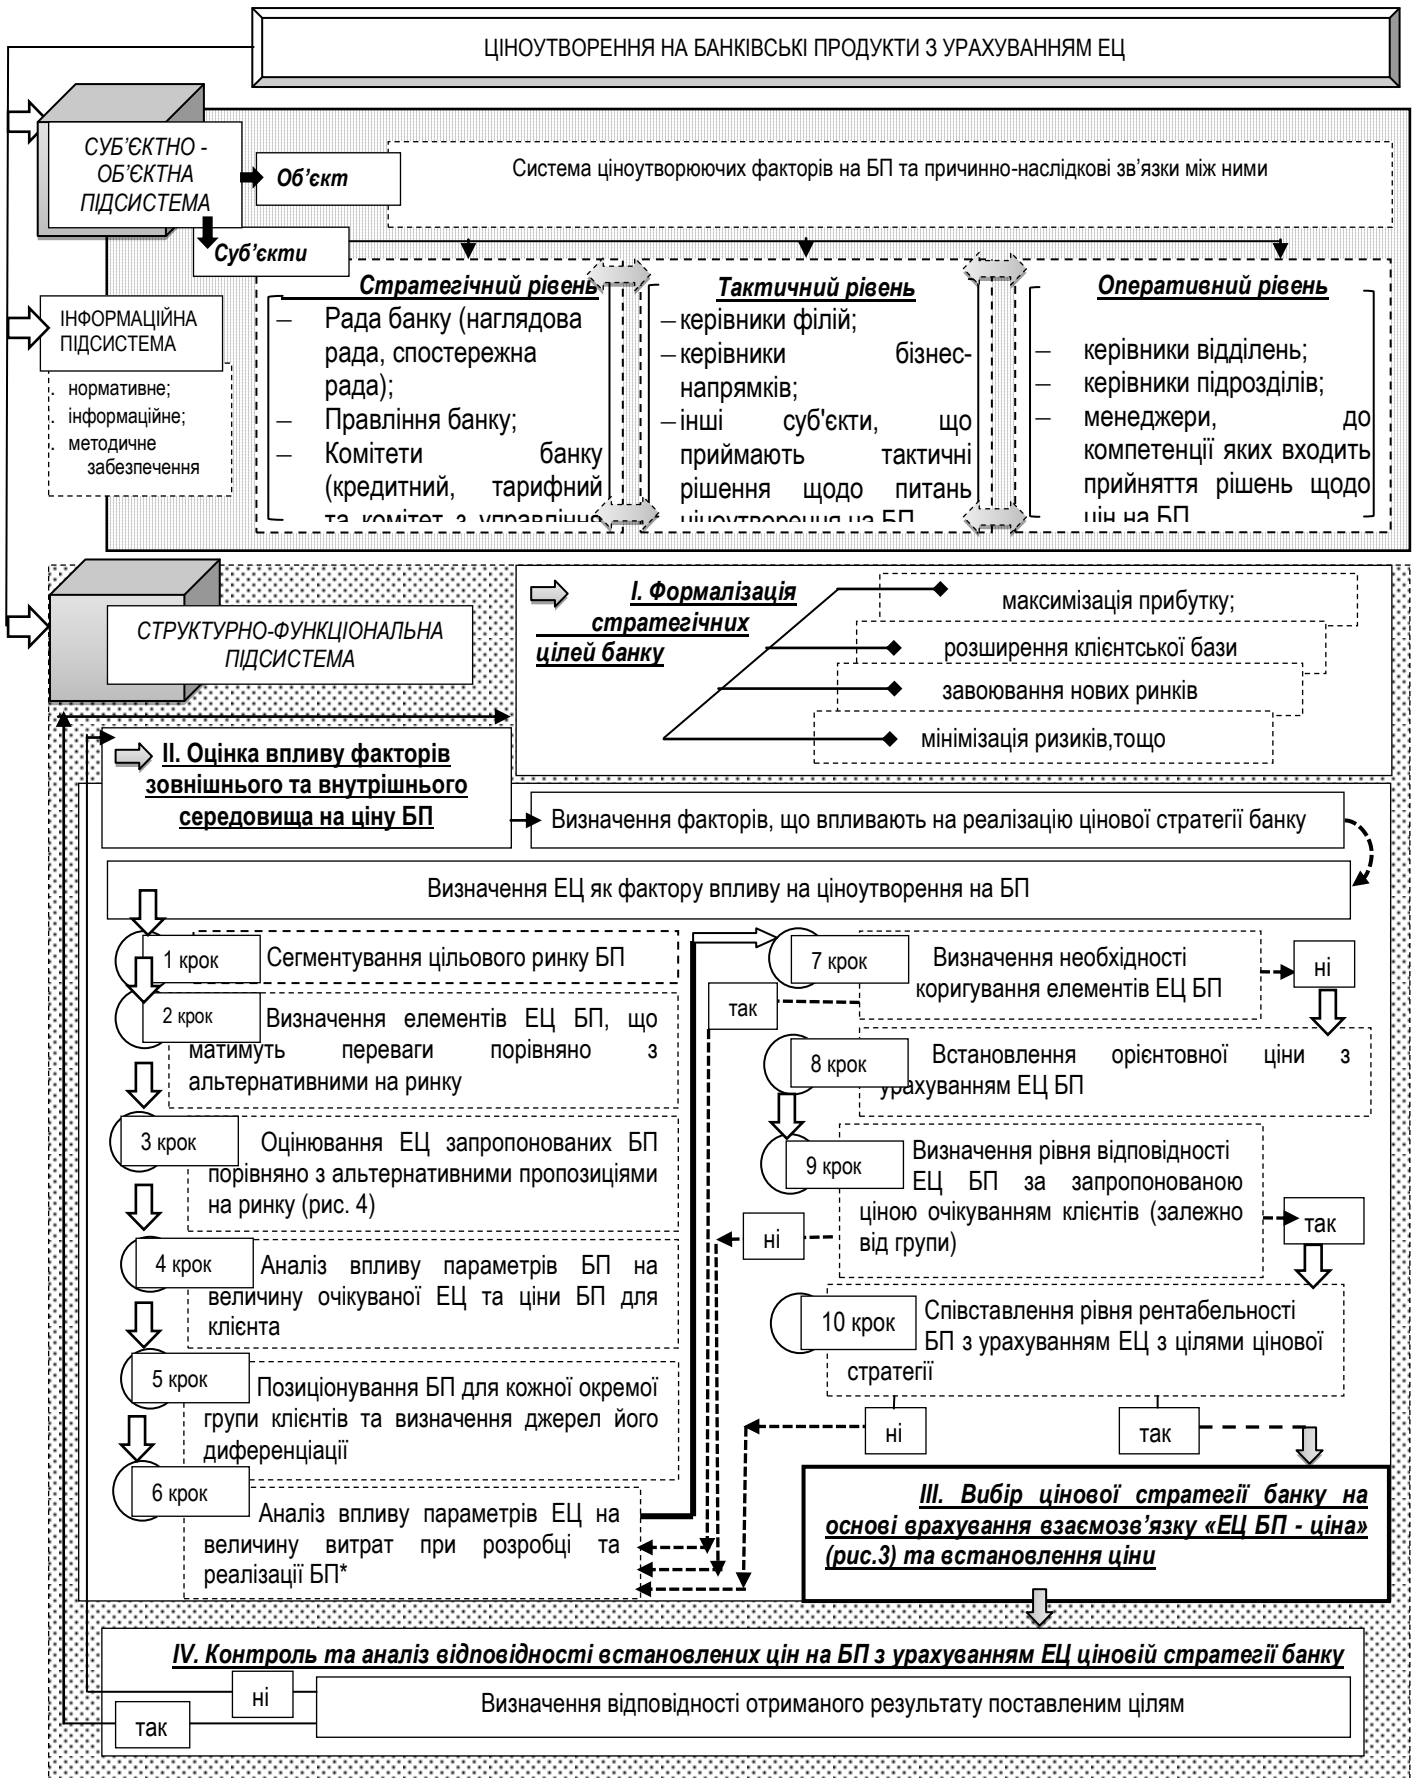 ЦІНОУТВОРЕННЯ НА БАНКІВСЬКІ ПРОДУКТИ З УРАХУВАННЯМ ЕЦ
СУБ’ЄКТНО -
ОБ’ЄКТНА
ПІДСИСТЕМА
Об’єкт
Система ціноутворюючих факторів на БП та причинно-наслідкові зв’язки між ними
Суб’єкти
Стратегічний рівень
– Рада банку (наглядова
рада, спостережна
рада);
– Правління банку;
– Комітети банку
(кредитний, тарифний
та комітет з управління
Тактичний рівень
– керівники філій;
– керівники бізнес-
напрямків;
– інші суб'єкти, що
приймають тактичні
рішення щодо питань
ціноутворення на БП
Оперативний рівень
– керівники відділень;
– керівники підрозділів;
– менеджери, до
компетенції яких входить
прийняття рішень щодо
цін на БП
ІНФОРМАЦІЙНА
ПІДСИСТЕМА
. нормативне;
. інформаційне;
. методичне
забезпечення
СТРУКТУРНО-ФУНКЦІОНАЛЬНА
ПІДСИСТЕМА
І. Формалізація
стратегічних
цілей банку
максимізація прибутку;
розширення клієнтської бази
завоювання нових ринків
мінімізація ризиків,тощо
ІІ. Оцінка впливу факторів
зовнішнього та внутрішнього
середовища на ціну БП
Визначення факторів, що впливають на реалізацію цінової стратегії банку
Визначення ЕЦ як фактору впливу на ціноутворення на БП
1 крок
Сегментування цільового ринку БП
2 крок
Визначення елементів ЕЦ БП, що
матимуть переваги порівняно з
альтернативними на ринку
3 крок
Оцінювання ЕЦ запропонованих БП
порівняно з альтернативними пропозиціями
на ринку (рис. 4)
4 крок
Аналіз впливу параметрів БП на
величину очікуваної ЕЦ та ціни БП для
клієнта
5 крок
Позиціонування БП для кожної окремої
групи клієнтів та визначення джерел його
диференціації
6 крок
Аналіз впливу параметрів ЕЦ на
величину витрат при розробці та
реалізації БП*
7 крок
Визначення необхідності
коригування елементів ЕЦ БП
ні
так
8 крок
Встановлення орієнтовної ціни з
урахуванням ЕЦ БП
9 крок
Визначення рівня відповідності
ЕЦ БП за запропонованою
ціною очікуванням клієнтів (залежно
від групи)
так
ні
10 крок
Співставлення рівня рентабельності
БП з урахуванням ЕЦ з цілями цінової
стратегії
ні
так
ІІІ. Вибір цінової стратегії банку на
основі врахування взаємозв’язку «ЕЦ БП - ціна»
(рис.3) та встановлення ціни
ІV. Контроль та аналіз відповідності встановлених цін на БП з урахуванням ЕЦ ціновій стратегії банку
ні
Визначення відповідності отриманого результату поставленим цілям
так